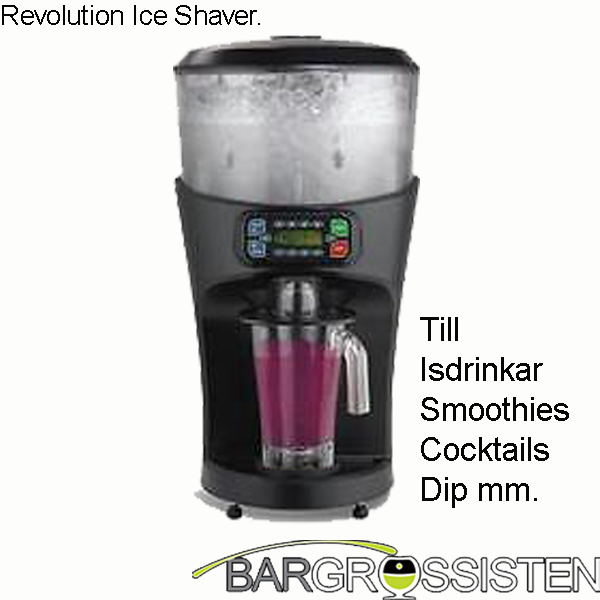 Revolution Ice Shaver.
Till
Isdrinkar
Smoothies
Cocktails
Dip mm.
BARGROSSISTEN